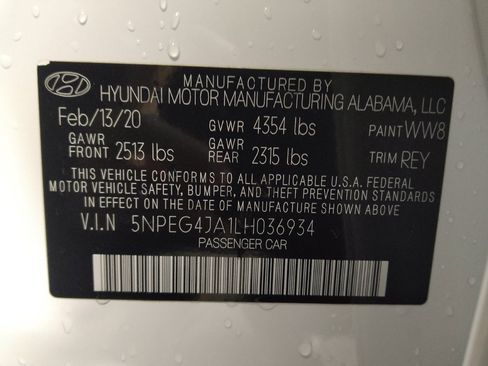 MANUFACTURED BY
HYUNDAI MOTOR MANUFACTURING ALABAMA, LLC
Feb/13/20 GVWR 4354 lbs PAINT WW8
GAWR FRONT 2513 lbs GAWR REAR 2315 lbs TRIM REY
THIS VEHICLE CONFORMS TO ALL APPLICABLE U.S.A. FEDERAL
MOTOR VEHICLE SAFETY, BUMPER, AND THEFT PREVENTION STANDARDS
IN EFFECT ON THE DATE OF MANUFACTURE SHOWN ABOVE.
V.I.N 5NPEG4JA1LH036934
PASSENGER CAR